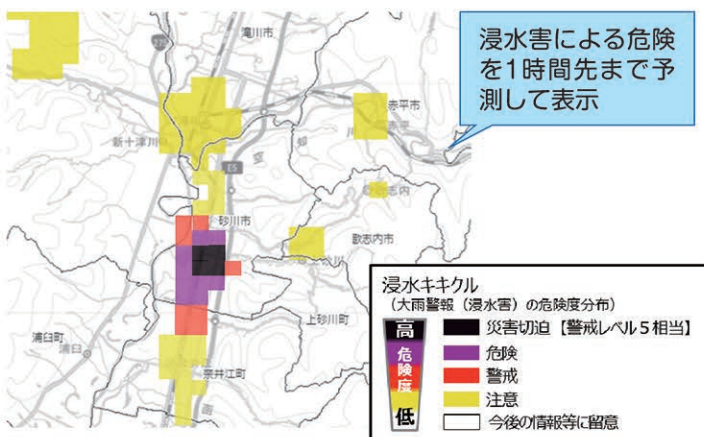 浸水害による危険
を1時間先まで予
測して表示
滝川市
275
赤平市
新十津川
E5
砂川市
歌志内市
上砂川町
浦臼町
浦臼
奈井江町
浸水キキクル
(大雨警報(浸水害)の危険度分布)
高
危険度
低
災害切迫【警戒レベル5相当】
危険
警戒
注意
今後の情報等に留意